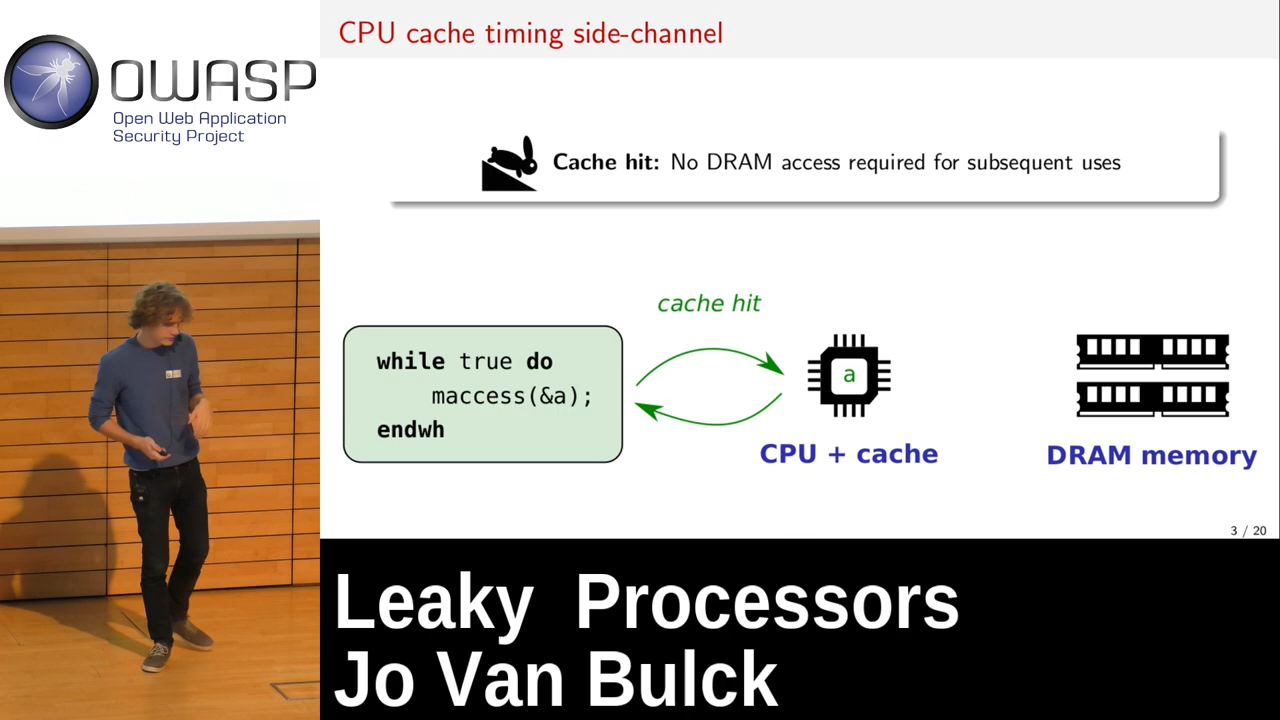 OWASP
Open Web Application
Security Project
CPU cache timing side-channel
Cache hit: No DRAM access required for subsequent uses
cache hit
while true do
maccess(&a);
endwh
a
CPU + cache
DRAM memory
3 / 20
Leaky Processors
Jo Van Bulck